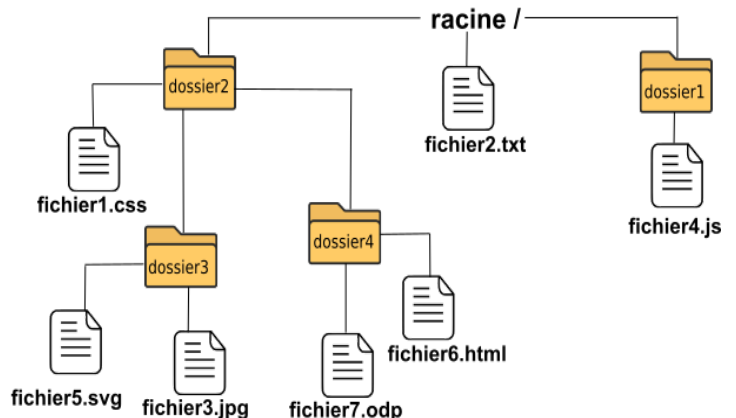 racine /
dossier2
dossier1
fichier2.txt
fichier1.css
fichier4.js
dossier4
dossier3
fichier6.html
fichier5.svg
fichier3.jpg
fichier7.odp